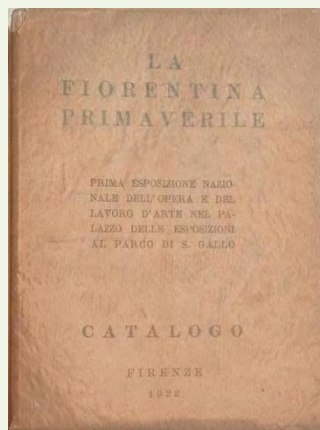 LA
FIORENTINA
PRIMAVERILE
PRIMA ESPOSIZIONE NAZIO-
NALE DELL'OPERA E DEL
LAVORO D'ARTE NEL PA-
LAZZO DELLE ESPOSIZIONI
AL PARCO DI S. GALLO
CATALOGO
FIRENZE
1922